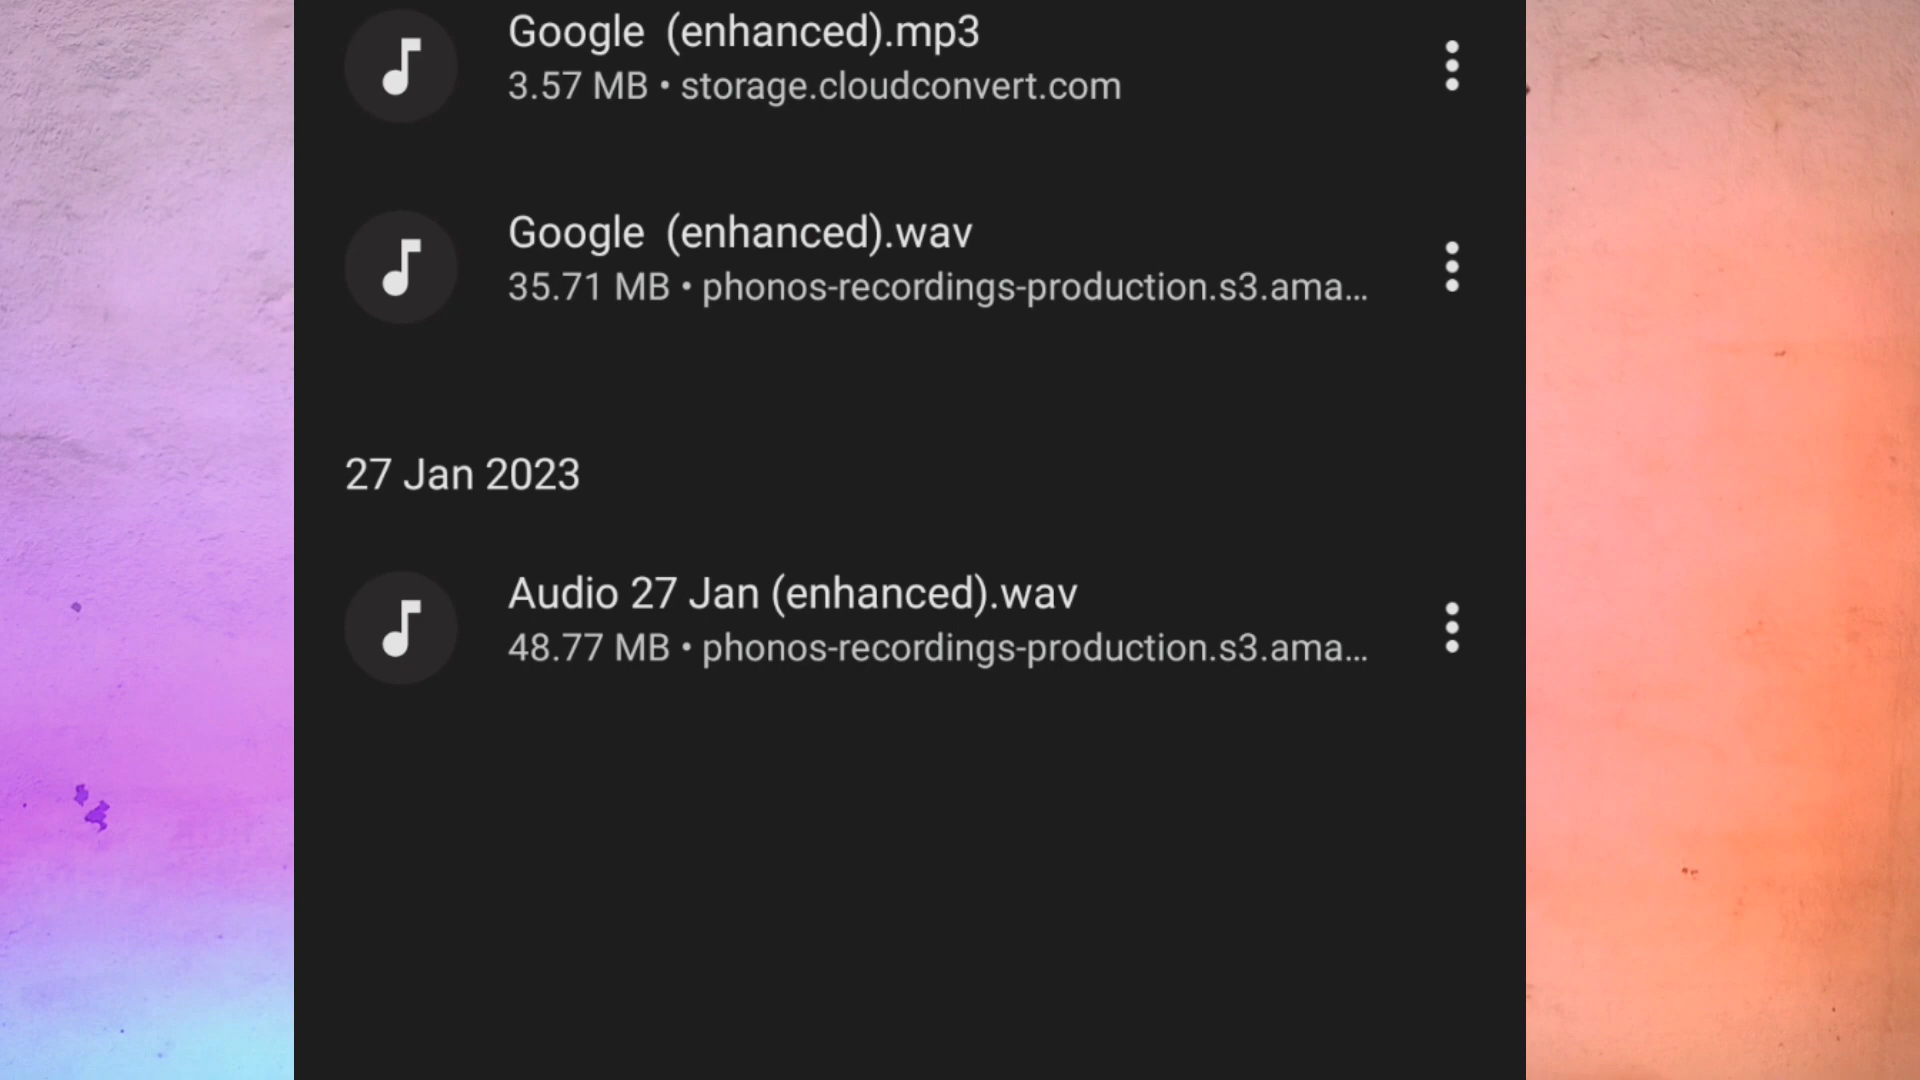 Google (enhanced).mp3
3.57 MB • storage.cloudconvert.com
Google (enhanced).wav
35.71 MB • phonos-recordings-production.s3.ama...
27 Jan 2023
Audio 27 Jan (enhanced).wav
48.77 MB • phonos-recordings-production.s3.ama...